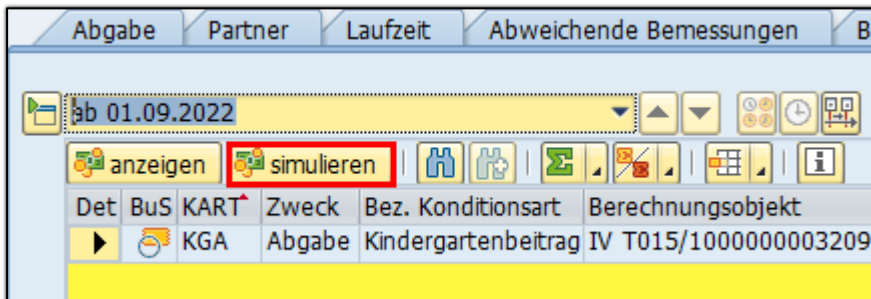 Abgabe Partner Laufzeit Abweichende Bemessungen B
ab 01.09.2022
anzeigen simulieren
Det BuS KART Zweck Bez. Konditionsart Berechnungsobjekt
KGA Abgabe Kindergartenbeitrag IV T015/1000000003209